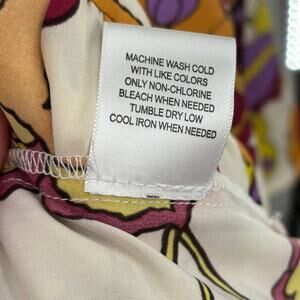 MACHINE WASH COLD
WITH LIKE COLORS
ONLY NON-CHLORINE
BLEACH WHEN NEEDED
TUMBLE DRY LOW
COOL IRON WHEN NEEDED